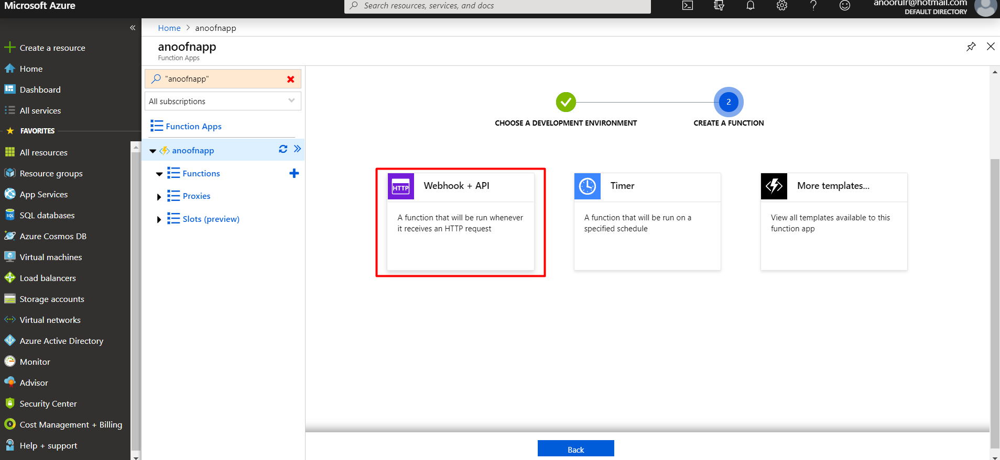 Microsoft Azure
Search resources, services, and docs
anoorulr@hotmail.com
DEFAULT DIRECTORY
Create a resource
Home
Dashboard
All services
FAVORITES
All resources
Resource groups
App Services
SQL databases
Azure Cosmos DB
Virtual machines
Load balancers
Storage accounts
Virtual networks
Azure Active Directory
Monitor
Advisor
Security Center
Cost Management + Billing
Help + support
Home > anoofnapp
anoofnapp
Function Apps
"anoofnapp"
All subscriptions
Function Apps
anoofnapp
Functions
Proxies
Slots (preview)
2
CHOOSE A DEVELOPMENT ENVIRONMENT
CREATE A FUNCTION
HTTP
Webhook + API
A function that will be run whenever
it receives an HTTP request
Timer
A function that will be run on a
specified schedule
More templates...
View all templates available to this
function app
Back